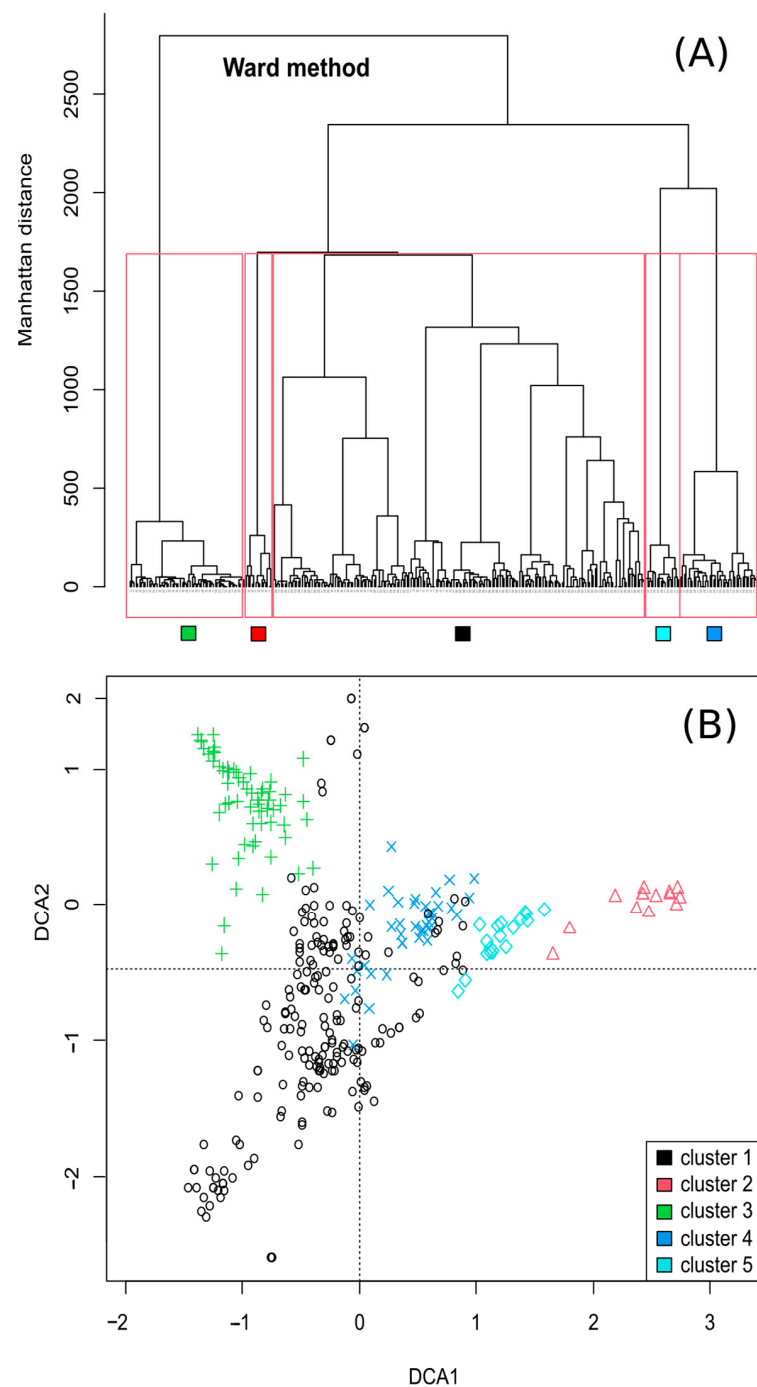 (A)
Ward method
Manhattan distance
2500
2000
1500
1000
500
0
(B)
DCA2
2
1
0
−1
−2
cluster 1
cluster 2
cluster 3
cluster 4
cluster 5
−2 −1 0 1 2 3
DCA1